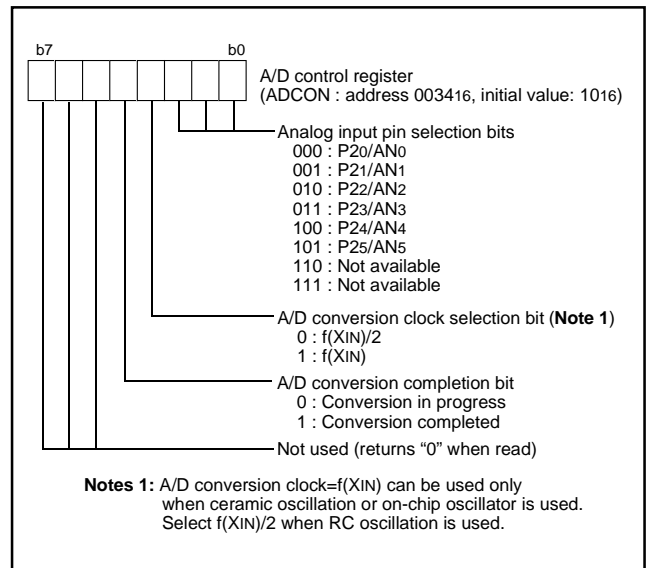 b7 b0
A/D control register
(ADCON : address 003416, initial value: 1016)
Analog input pin selection bits
000 : P20/AN0
001 : P21/AN1
010 : P22/AN2
011 : P23/AN3
100 : P24/AN4
101 : P25/AN5
110 : Not available
111 : Not available
A/D conversion clock selection bit (Note 1)
0 : f(XIN)/2
1 : f(XIN)
A/D conversion completion bit
0 : Conversion in progress
1 : Conversion completed
Not used (returns “0” when read)
Notes 1: A/D conversion clock=f(XIN) can be used only
when ceramic oscillation or on-chip oscillator is used.
Select f(XIN)/2 when RC oscillation is used.